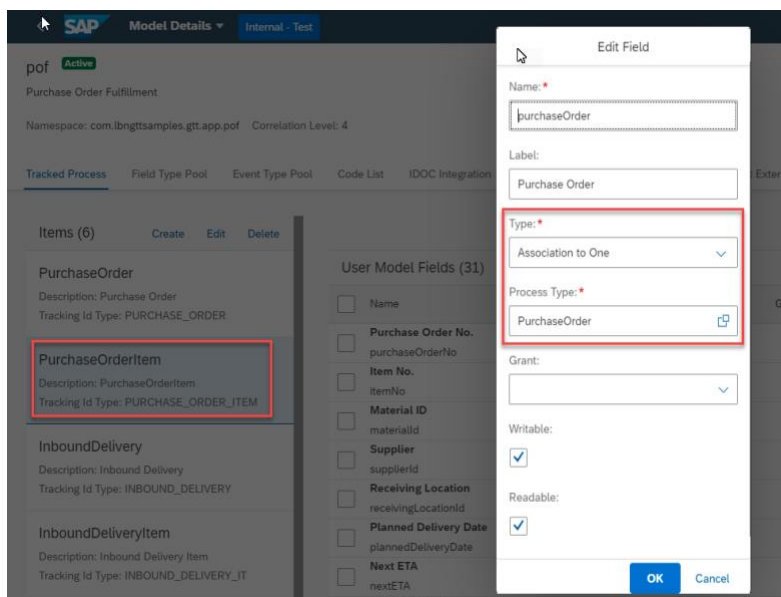 SAP Model Details Internal - Test
pof Active
Purchase Order Fulfillment
Namespace: com.lbngttsamples.gtt.app.pof Correlation Level: 4
Tracked Process Field Type Pool Event Type Pool Code List IDOC Integration
Items (6) Create Edit Delete
PurchaseOrder
Description: Purchase Order
Tracking Id Type: PURCHASE_ORDER
PurchaseOrderItem
Description: PurchaseOrderItem
Tracking Id Type: PURCHASE_ORDER_ITEM
InboundDelivery
Description: Inbound Delivery
Tracking Id Type: INBOUND_DELIVERY
InboundDeliveryItem
Description: Inbound Delivery Item
Tracking Id Type: INBOUND_DELIVERY_IT
User Model Fields (31)
Name
Purchase Order No.
purchaseOrderNo
Item No.
itemNo
Material ID
materialId
Supplier
supplierId
Receiving Location
receivingLocationId
Planned Delivery Date
plannedDeliveryDate
Next ETA
nextETA
Edit Field
Name:*
purchaseOrder
Label:
Purchase Order
Type:*
Association to One
Process Type:*
PurchaseOrder
Grant:
Writable:
Readable:
OK Cancel